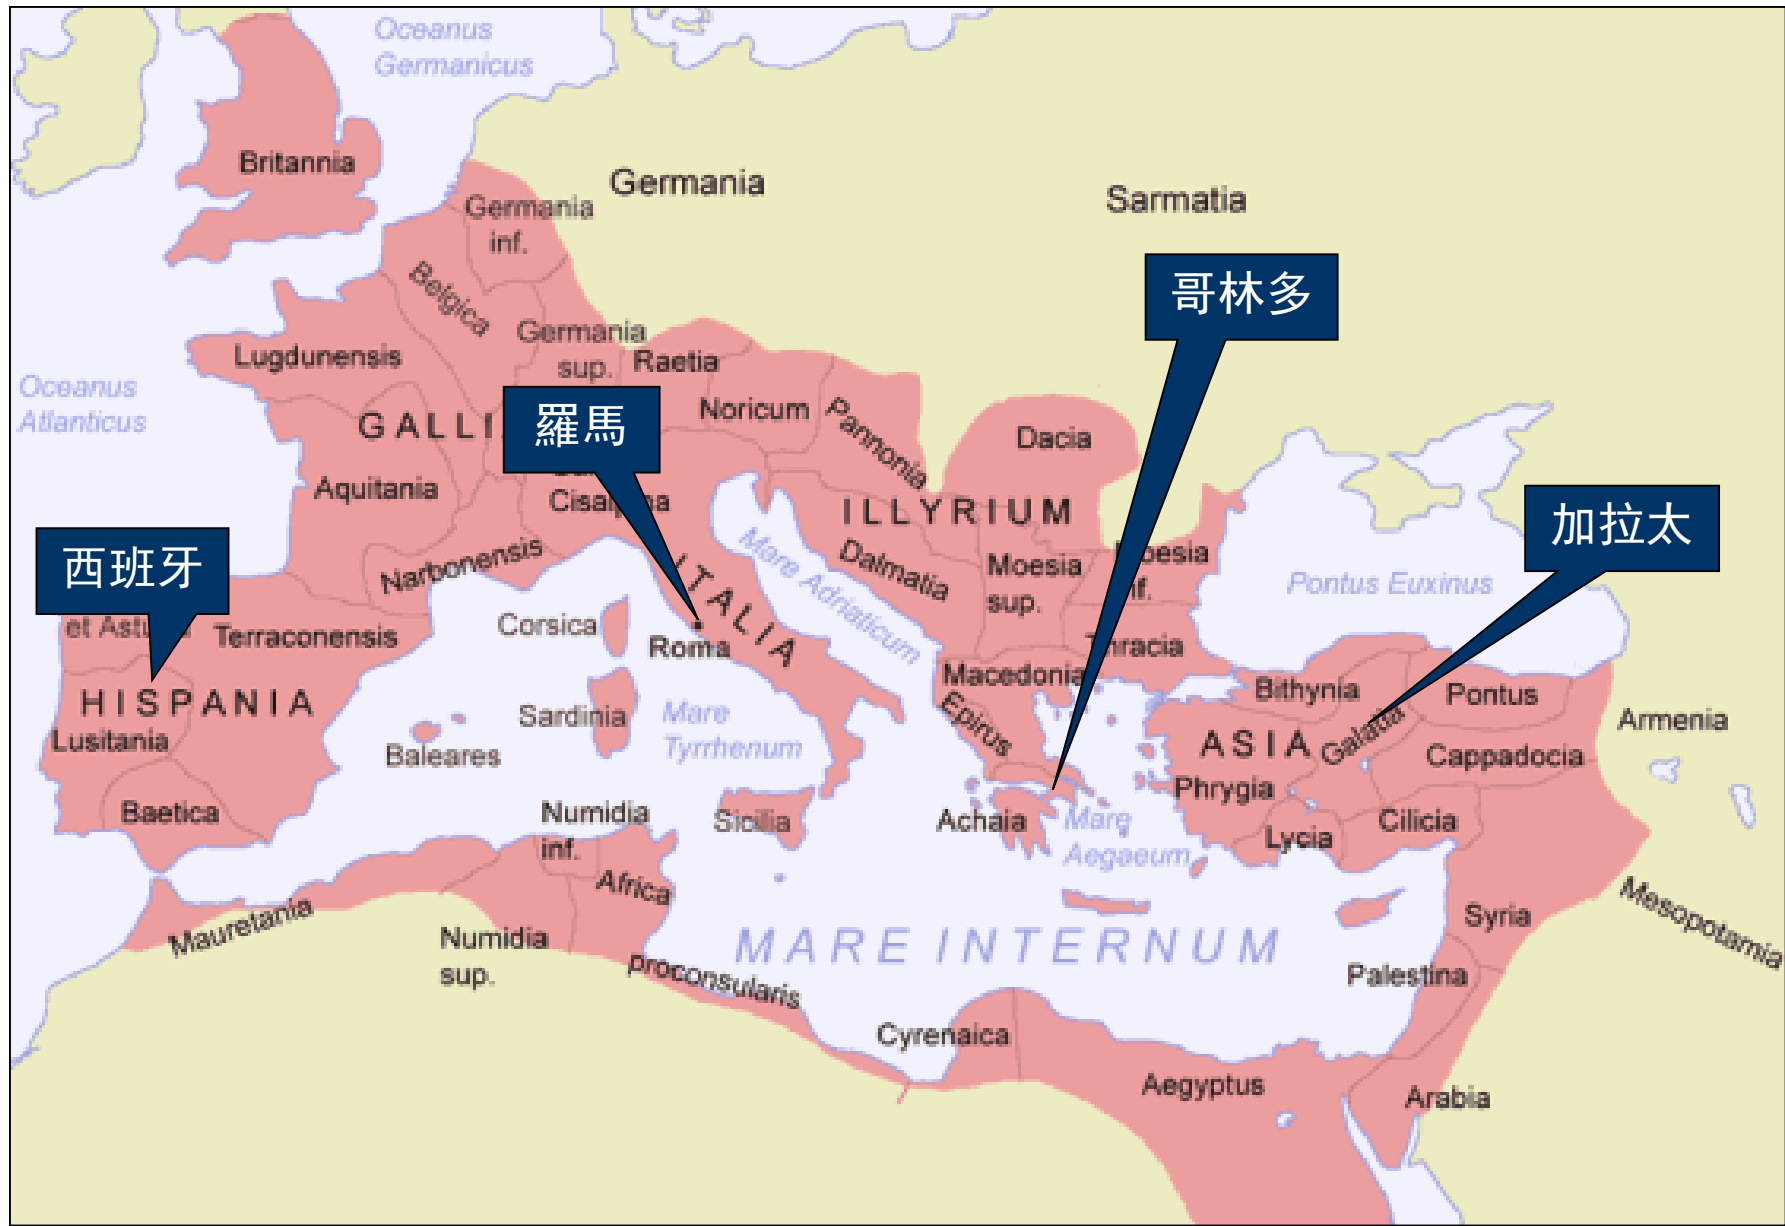 Oceanus
Germanicus
Britannia
Germania
Sarmatia
Germania
inf.
Belgica
哥林多
Germania
sup.
Raetia
Lugdunensis
Oceanus
Atlanticus
羅馬
Noricum
Pannonia
Dacia
Aquitania
ILLYRIUM
加拉太
西班牙
Narbonensis
ITALIA
Mare Adriaticum
Dalmatia
Moesia
sup.
Pontus Euxinus
Terraconensis
Corsica
Roma
Macedonia
Epirus
Bithynia
Pontus
HISPANIA
Lusitania
Baleares
Sardinia
Mare
Tyrrhenum
ASIA
Galatia
Armenia
Cappadocia
Phrygia
Baetica
Numidia
inf.
Sicilia
Achaia
Mare
Aegaeum
Lycia
Cilicia
Africa
Mauretania
Numidia
sup.
proconsularis
MARE INTERNUM
Syria
Mesopotamia
Palestina
Cyrenaica
Aegyptus
Arabia